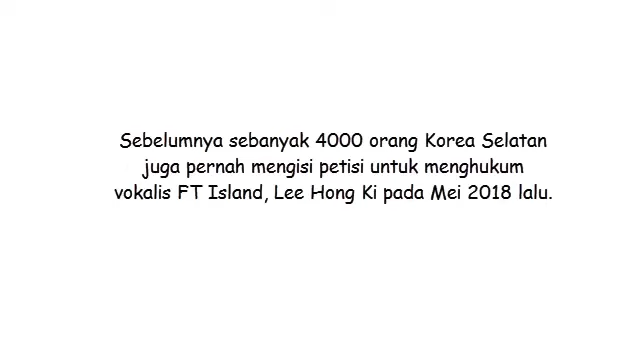 Sebelumnya sebanyak 4000 orang Korea Selatan
juga pernah mengisi petisi untuk menghukum
vokalis FT Island, Lee Hong Ki pada Mei 2018 lalu.